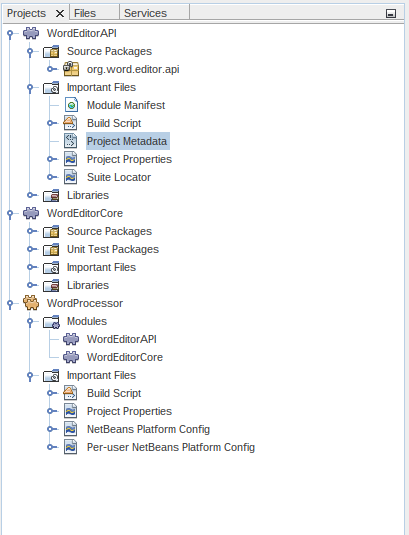 Projects Files Services
WordEditorAPI
Source Packages
org.word.editor.api
Important Files
Module Manifest
Build Script
Project Metadata
Project Properties
Suite Locator
Libraries
WordEditorCore
Source Packages
Unit Test Packages
Important Files
Libraries
WordProcessor
Modules
WordEditorAPI
WordEditorCore
Important Files
Build Script
Project Properties
NetBeans Platform Config
Per-user NetBeans Platform Config